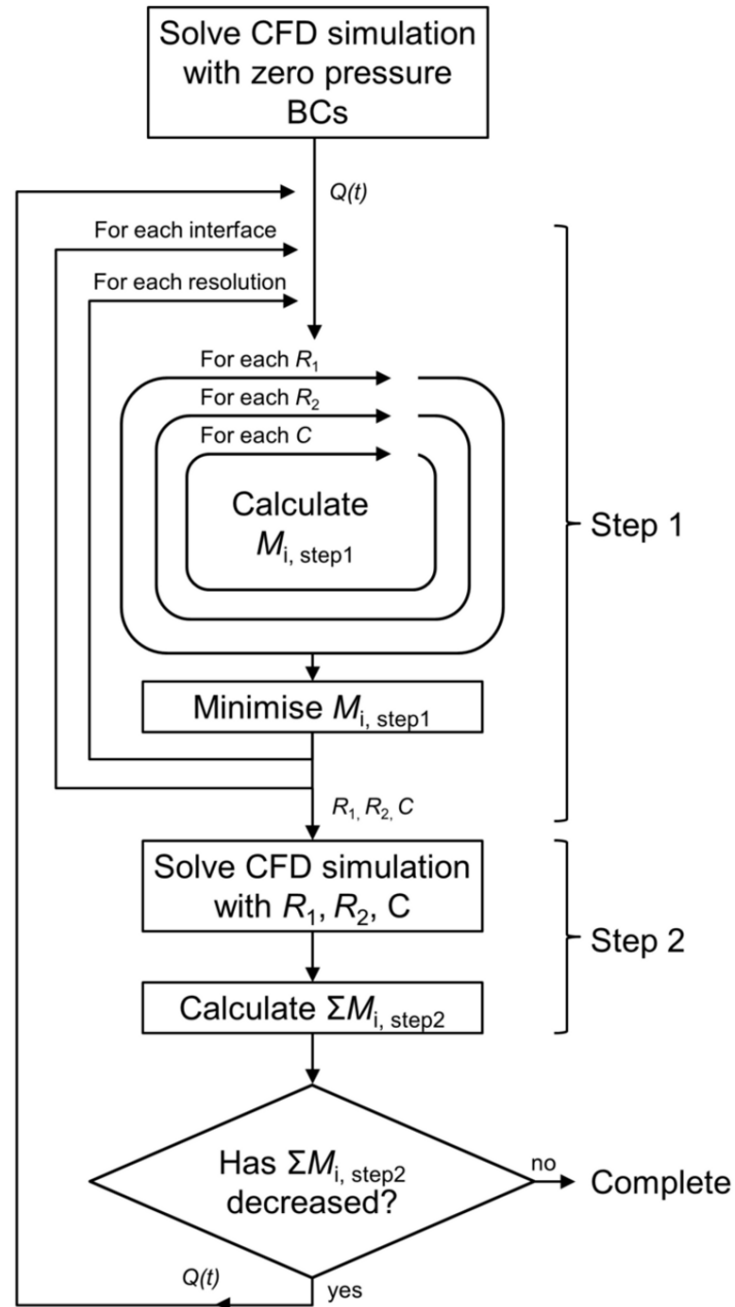 Solve CFD simulation
with zero pressure
BCs
Q(t)
For each interface
For each resolution
For each R₁
For each R₂
For each C
Calculate
Mᵢ, step1
Step 1
Minimise Mᵢ, step1
R₁, R₂, C
Solve CFD simulation
with R₁, R₂, C
Step 2
Calculate ΣMᵢ, step2
Has ΣMᵢ, step2
decreased?
no
Complete
Q(t)
yes